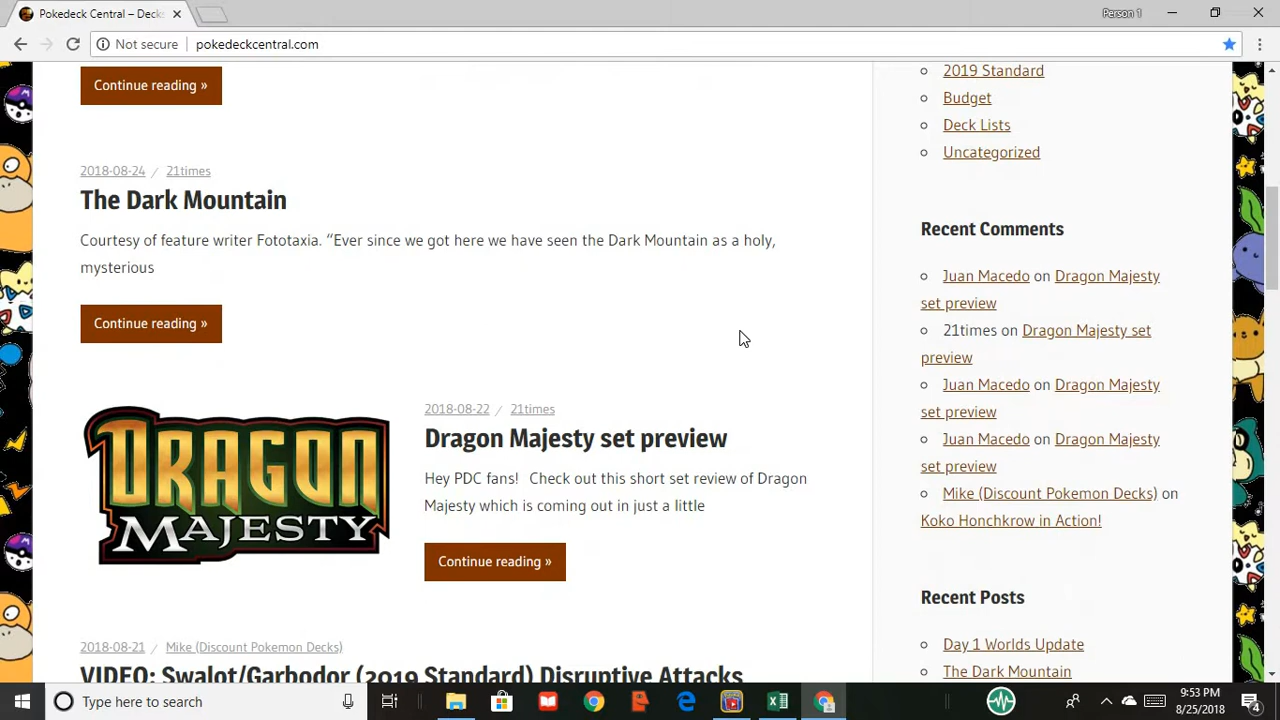 Pokedeck Central – Decks
Person 1
Not secure
pokedeckcentral.com
Continue reading »
2018-08-24 / 21times
The Dark Mountain
Courtesy of feature writer Fototaxia. “Ever since we got here we have seen the Dark Mountain as a holy,
mysterious
Continue reading »
DRAGON
MAJESTY
2018-08-22 / 21times
Dragon Majesty set preview
Hey PDC fans! Check out this short set review of Dragon
Majesty which is coming out in just a little
Continue reading »
2018-08-21 / Mike (Discount Pokemon Decks)
VIDEO: Swalot/Garbodor (2019 Standard) Disruptive Attacks
2019 Standard
Budget
Deck Lists
Uncategorized
Recent Comments
Juan Macedo on Dragon Majesty
set preview
21times on Dragon Majesty set
preview
Juan Macedo on Dragon Majesty
set preview
Juan Macedo on Dragon Majesty
set preview
Mike (Discount Pokemon Decks) on
Koko Honchkrow in Action!
Recent Posts
Day 1 Worlds Update
The Dark Mountain
Type here to search
9:53 PM
8/25/2018
4